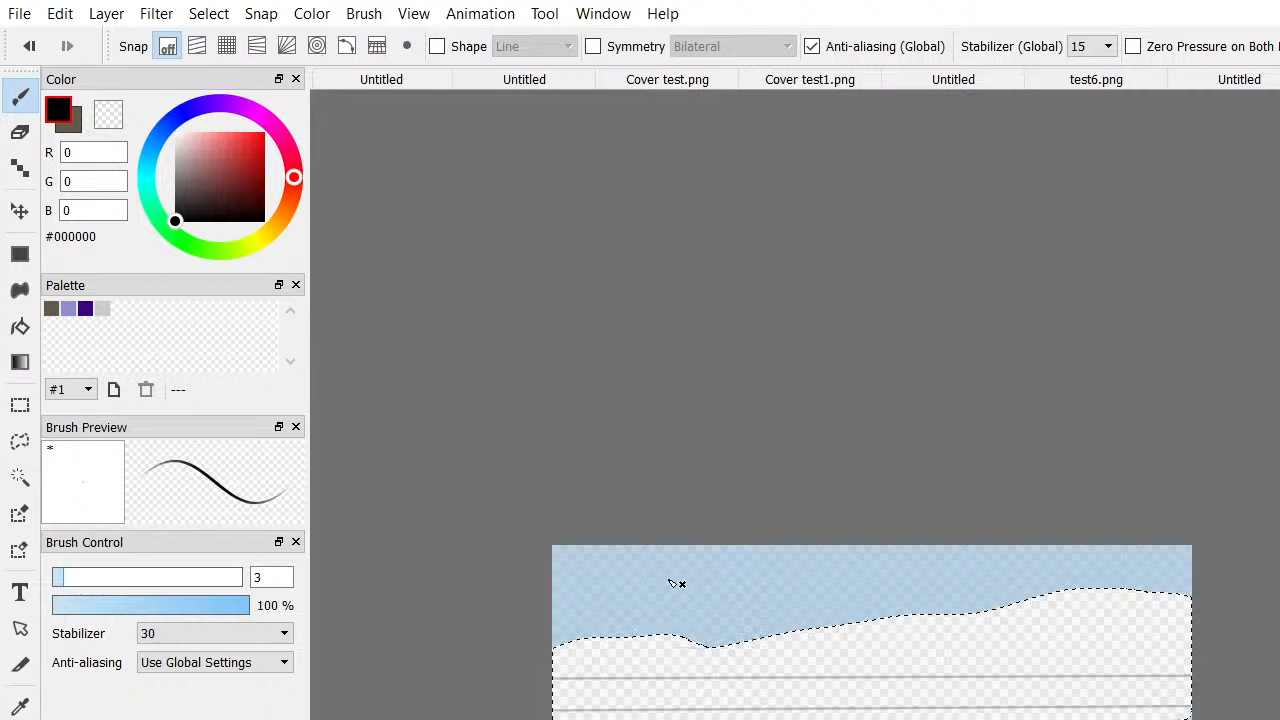 File Edit Layer Filter Select Snap Color Brush View Animation Tool Window Help
Snap off Shape Line Symmetry Bilateral Anti-aliasing (Global) Stabilizer (Global) 15 Zero Pressure on Both
Color
Untitled Untitled Cover test.png Cover test1.png Untitled test6.png Untitled
R 0
G 0
B 0
#000000
Palette
#1 ---
Brush Preview
*
Brush Control
3
100 %
Stabilizer 30
Anti-aliasing Use Global Settings
T